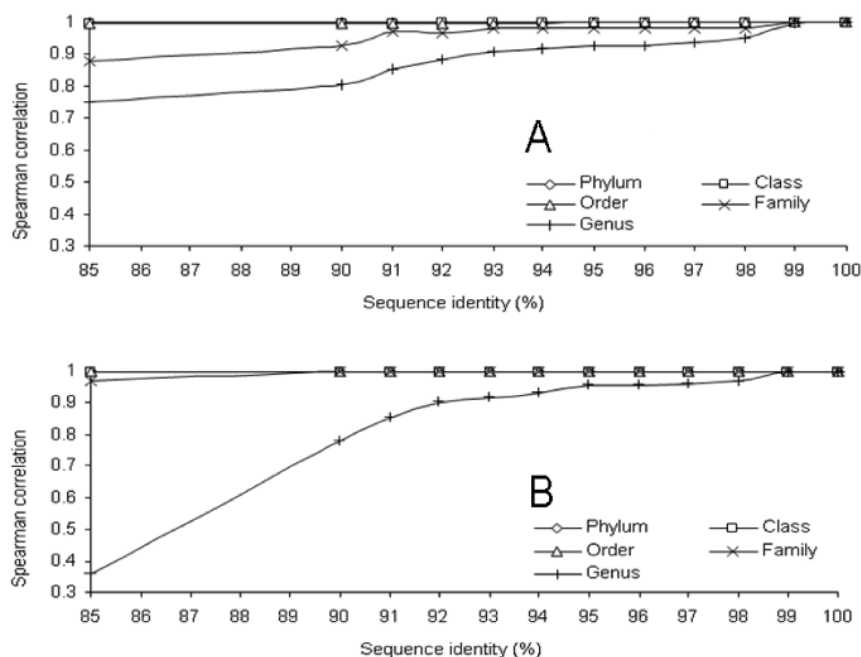 1
0.9
0.8
0.7
0.6
0.5
0.4
0.3
Spearman correlation
A
Phylum Class
Order Family
Genus
85 86 87 88 89 90 91 92 93 94 95 96 97 98 99 100
Sequence identity (%)
1
0.9
0.8
0.7
0.6
0.5
0.4
0.3
Spearman correlation
B
Phylum Class
Order Family
Genus
85 86 87 88 89 90 91 92 93 94 95 96 97 98 99 100
Sequence identity (%)